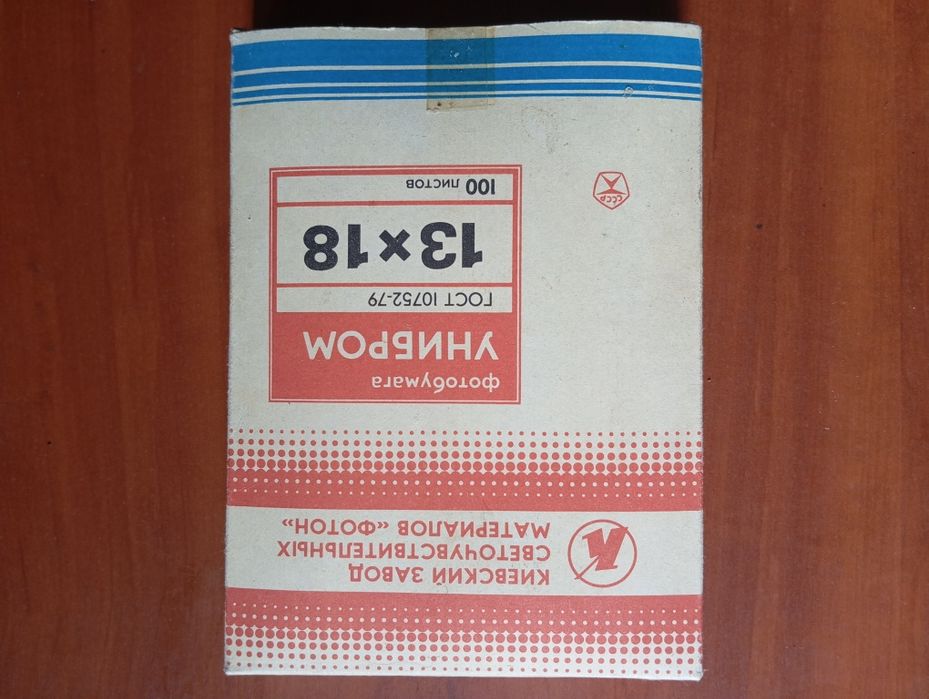 КИЕВСКИЙ ЗАВОД
СВЕТОЧУВСТВИТЕЛЬНЫХ
МАТЕРИАЛОВ «ФОТОН»
фотобумага
УНИБРОМ
ГОСТ 10752-79
13×18
100 ЛИСТОВ
СССР